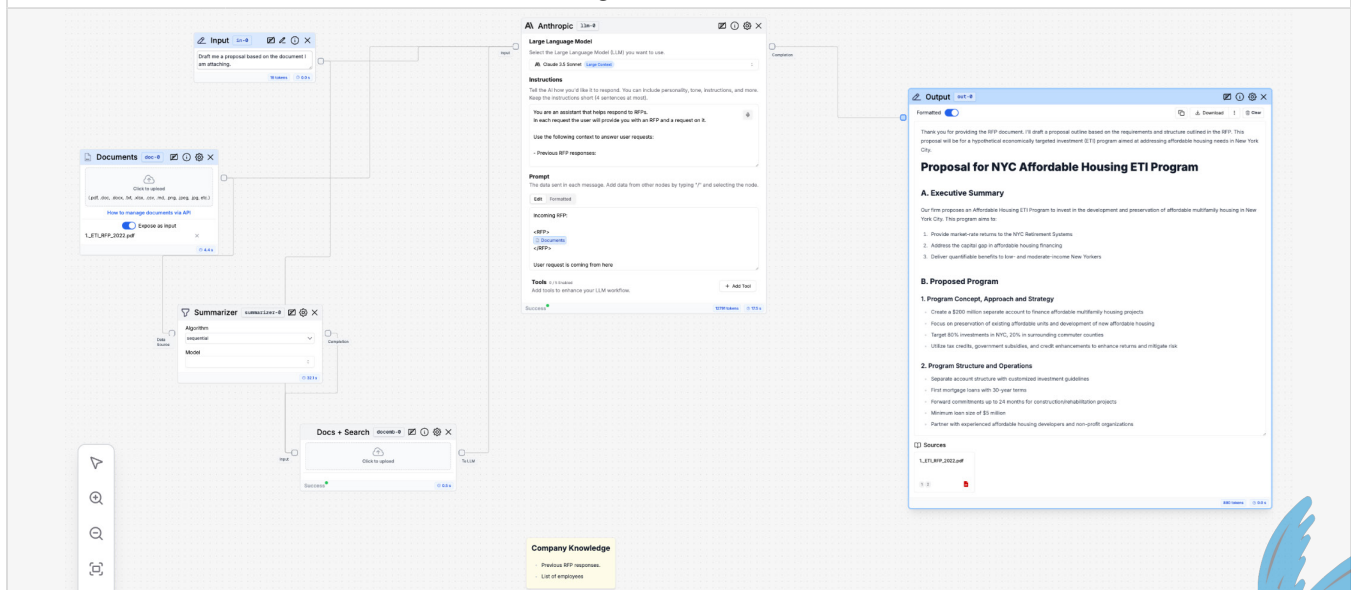 Input in-0
Draft me a proposal based on the document I
am attaching.
Documents doc-0
Click to upload
(.pdf, .doc, .docx, .txt, .xlsx, .csv, .md, .png, .jpeg, .jpg, etc.)
How to manage documents via API
Expose as input
1._ETI_RFP_2022.pdf
Summarizer summarizer-0
Algorithm
sequential
Model
Data
Source
Completion
Docs + Search docemb-0
Click to upload
Input
To LLM
Success
Anthropic llm-0
Input
Completion
Large Language Model
Select the Large Language Model (LLM) you want to use.
Claude 3.5 Sonnet Large Context
Instructions
Tell the AI how you'd like it to respond. You can include personality, tone, instructions, and more.
Keep the instructions short (4 sentences at most).
You are an assistant that helps respond to RFPs.
In each request the user will provide you with an RFP and a request on it.
Use the following context to answer user requests:
- Previous RFP responses:
Prompt
The data sent in each message. Add data from other nodes by typing "/" and selecting the node.
Edit Formatted
Incoming RFP:
<RFP>
Documents
</RFP>
User request is coming from here
Tools
Add tools to enhance your LLM workflow.
+ Add Tool
Success
Company Knowledge
- Previous RFP responses.
- List of employees
Output out-0
Formatted
Download
Clear
Thank you for providing the RFP document. I'll draft a proposal outline based on the requirements and structure outlined in the RFP. This
proposal will be for a hypothetical economically targeted investment (ETI) program aimed at addressing affordable housing needs in New York
City.
Proposal for NYC Affordable Housing ETI Program
A. Executive Summary
Our firm proposes an Affordable Housing ETI Program to invest in the development and preservation of affordable multifamily housing in New
York City. This program aims to:
1. Provide market-rate returns to the NYC Retirement Systems
2. Address the capital gap in affordable housing financing
3. Deliver quantifiable benefits to low- and moderate-income New Yorkers
B. Proposed Program
1. Program Concept, Approach and Strategy
- Create a $200 million separate account to finance affordable multifamily housing projects
- Focus on preservation of existing affordable units and development of new affordable housing
- Target 80% investments in NYC, 20% in surrounding commuter counties
- Utilize tax credits, government subsidies, and credit enhancements to enhance returns and mitigate risk
2. Program Structure and Operations
- Separate account structure with customized investment guidelines
- First mortgage loans with 30-year terms
- Forward commitments up to 24 months for construction/rehabilitation projects
- Minimum loan size of $5 million
- Partner with experienced affordable housing developers and non-profit organizations
Sources
1._ETI_RFP_2022.pdf